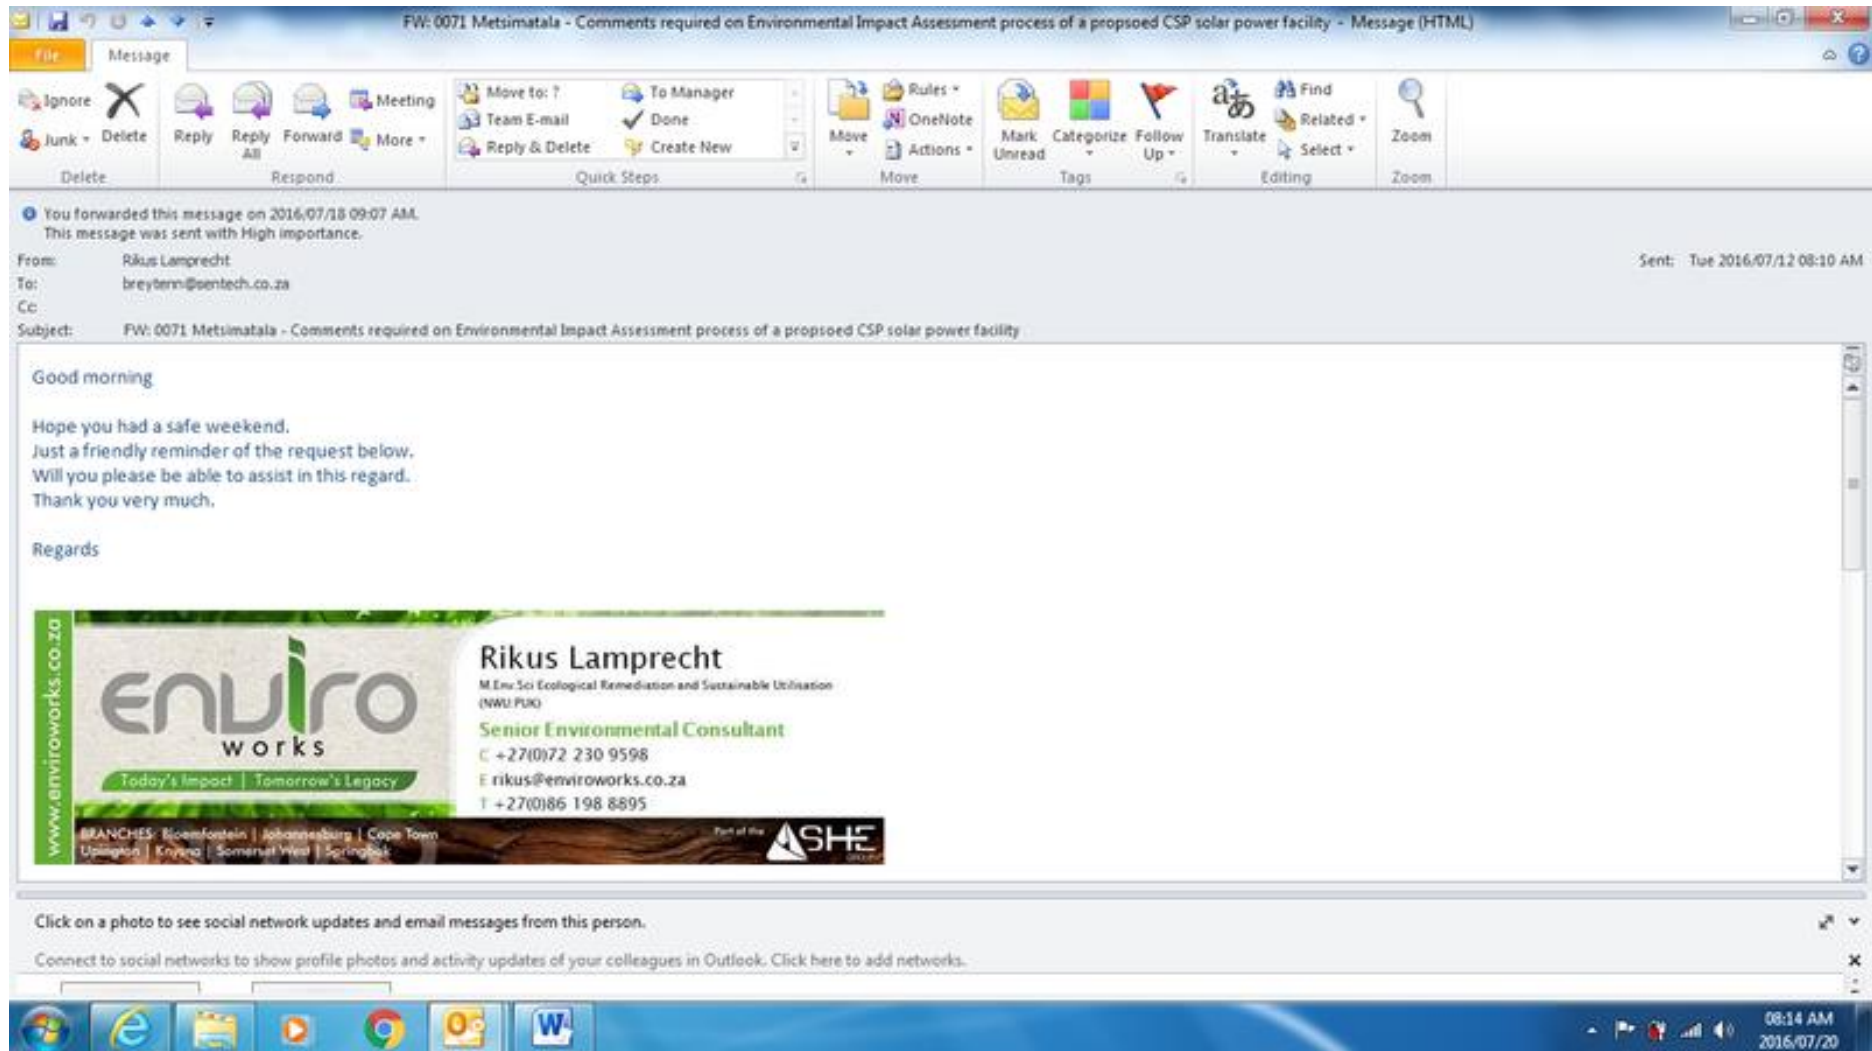 FW: 0071 Metsimatala - Comments required on Environmental Impact Assessment process of a propsoed CSP solar power facility - Message (HTML)
File Message
Ignore Junk Delete
Reply Reply All Forward Meeting More
Move to: ? To Manager
Team E-mail Done
Reply & Delete Create New
Move Rules OneNote Actions
Mark Unread Categorize Follow Up
Translate Find Related Select
Zoom
Delete Respond Quick Steps Move Tags Editing Zoom
You forwarded this message on 2016/07/18 09:07 AM.
This message was sent with High importance.
From: Rikus Lamprecht Sent: Tue 2016/07/12 08:10 AM
To: breytenn@sentech.co.za
Cc
Subject: FW: 0071 Metsimatala - Comments required on Environmental Impact Assessment process of a propsoed CSP solar power facility
Good morning
Hope you had a safe weekend.
Just a friendly reminder of the request below.
Will you please be able to assist in this regard.
Thank you very much.
Regards
www.enviroworks.co.za
enviro
works
Today's Impact | Tomorrow's Legacy
BRANCHES: Bloemfontein | Johannesburg | Cape Town
Upington | Knysna | Somerset West | Springbok
Rikus Lamprecht
M.Env.Sci Ecological Remediation and Sustainable Utilisation
(NWU PUK)
Senior Environmental Consultant
C +27(0)72 230 9598
E rikus@enviroworks.co.za
T +27(0)86 198 8895
Part of the
ASHE
GROUP
Click on a photo to see social network updates and email messages from this person.
Connect to social networks to show profile photos and activity updates of your colleagues in Outlook. Click here to add networks.
08:14 AM
2016/07/20